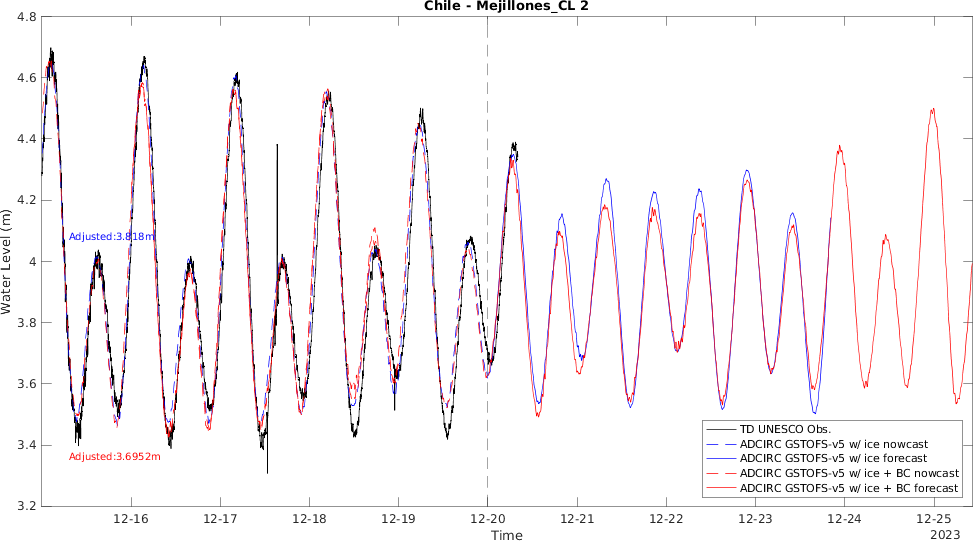 Chile - Mejillones_CL 2
4.8
4.6
4.4
4.2
4
3.8
3.6
3.4
3.2
Water Level (m)
Adjusted:3.818m
Adjusted:3.6952m
TD UNESCO Obs.
ADCIRC GSTOFS-v5 w/ ice nowcast
ADCIRC GSTOFS-v5 w/ ice forecast
ADCIRC GSTOFS-v5 w/ ice + BC nowcast
ADCIRC GSTOFS-v5 w/ ice + BC forecast
12-16 12-17 12-18 12-19 12-20 12-21 12-22 12-23 12-24 12-25
Time
2023